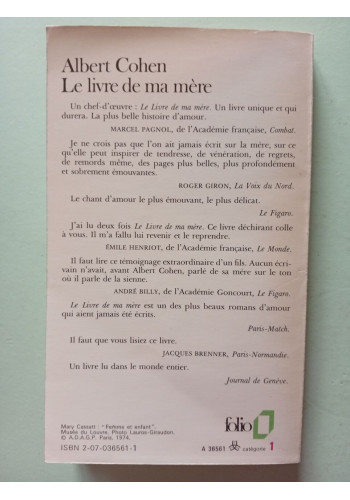 Albert Cohen
Le livre de ma mère
Un chef-d'œuvre : Le Livre de ma mère. Un livre unique et qui
durera. La plus belle histoire d'amour.
MARCEL PAGNOL, de l'Académie française, Combat.
Je ne crois pas que l'on ait jamais écrit sur la mère, sur ce
qu'elle peut inspirer de tendresse, de vénération, de regrets,
de remords même, des pages plus belles, plus profondément
et sobrement émouvantes.
ROGER GIRON, La Voix du Nord.
Le chant d'amour le plus émouvant, le plus délicat.
Le Figaro.
J'ai lu deux fois Le Livre de ma mère. Ce livre déchirant colle
à vous. Il m'a fallu lui revenir et le reprendre.
ÉMILE HENRIOT, de l'Académie française, Le Monde.
Il faut lire ce témoignage extraordinaire d'un fils. Aucun écri-
vain n'avait, avant Albert Cohen, parlé de sa mère sur le ton
où il parle de la sienne.
ANDRÉ BILLY, de l'Académie Goncourt, Le Figaro.
Le Livre de ma mère est un des plus beaux romans d'amour
qui aient jamais été écrits.
Paris-Match.
Il faut que vous lisiez ce livre.
JACQUES BRENNER, Paris-Normandie.
Un livre lu dans le monde entier.
Journal de Genève.
Mary Cassatt : "Femme et enfant".
Musée du Louvre. Photo Lauros-Giraudon.
© A.D.A.G.P. Paris, 1974.
ISBN 2-07-036561-1
folio
A 36561 catégorie 1